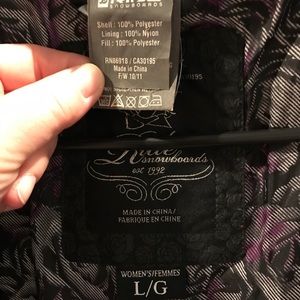 SNOWBOARDS
Shell : 100% Polyester
Lining : 100% Nylon
Fill : 100% Polyester
RN86918 / CA30195
Made in China
F/W 10/11
30195
Ride
snowboards
est 1992
MADE IN CHINA/
FABRIQUÉ EN CHINE
WOMEN'S/FEMMES
L/G